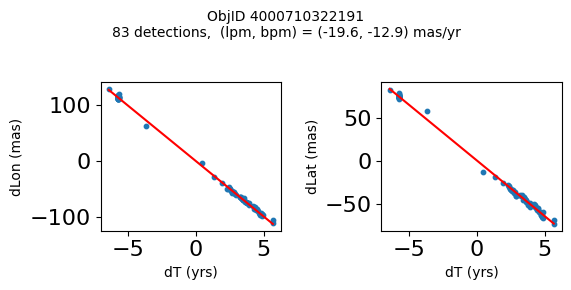 ObjID 4000710322191
83 detections,  (lpm, bpm) = (-19.6, -12.9) mas/yr
dLon (mas)
100
0
−100
−5
0
5
dT (yrs)
dLat (mas)
50
0
−50
−5
0
5
dT (yrs)